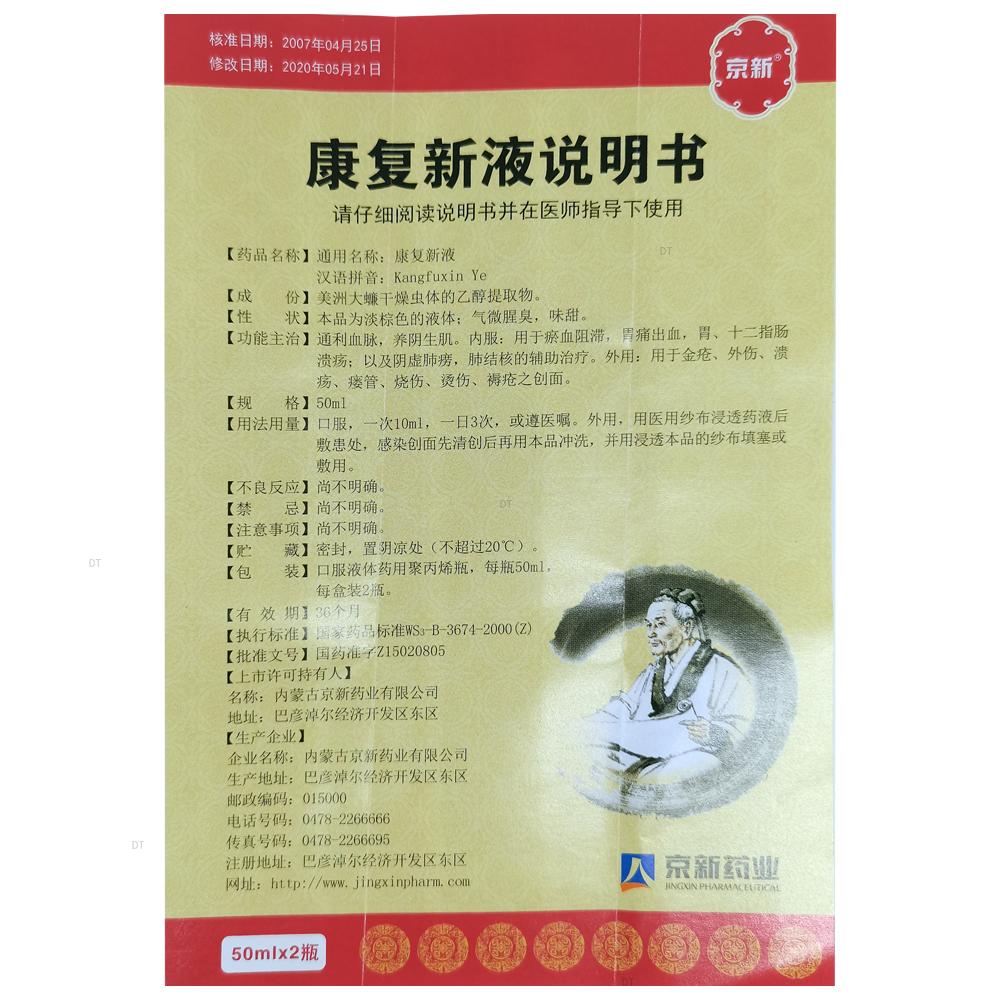 核准日期：2007年04月25日
修改日期：2020年05月21日
京新®
康复新液说明书
请仔细阅读说明书并在医师指导下使用
【药品名称】通用名称：康复新液
汉语拼音：Kangfuxin Ye
【成　　份】美洲大蠊干燥虫体的乙醇提取物。
【性　　状】本品为淡棕色的液体；气微腥臭，味甜。
【功能主治】通利血脉，养阴生肌。内服：用于瘀血阻滞，胃痛出血，胃、十二指肠
溃疡；以及阴虚肺痨，肺结核的辅助治疗。外用：用于金疮、外伤、溃
疡、瘘管、烧伤、烫伤、褥疮之创面。
【规　　格】50ml
【用法用量】口服，一次10ml，一日3次，或遵医嘱。外用，用医用纱布浸透药液后
敷患处，感染创面先清创后再用本品冲洗，并用浸透本品的纱布填塞或
敷用。
【不良反应】尚不明确。
【禁　　忌】尚不明确。
【注意事项】尚不明确。
【贮　　藏】密封，置阴凉处（不超过20℃）。
【包　　装】口服液体药用聚丙烯瓶，每瓶50ml，
每盒装2瓶。
【有 效 期】36个月
【执行标准】国家药品标准WS₃-B-3674-2000(Z)
【批准文号】国药准字Z15020805
【上市许可持有人】
名称：内蒙古京新药业有限公司
地址：巴彦淖尔经济开发区东区
【生产企业】
企业名称：内蒙古京新药业有限公司
生产地址：巴彦淖尔经济开发区东区
邮政编码：015000
电话号码：0478-2266666
传真号码：0478-2266695
注册地址：巴彦淖尔经济开发区东区
网址：http://www.jingxinpharm.com
京新药业
JINGXIN PHARMACEUTICAL
50mlx2瓶
DT
DT
DT
DT
DT